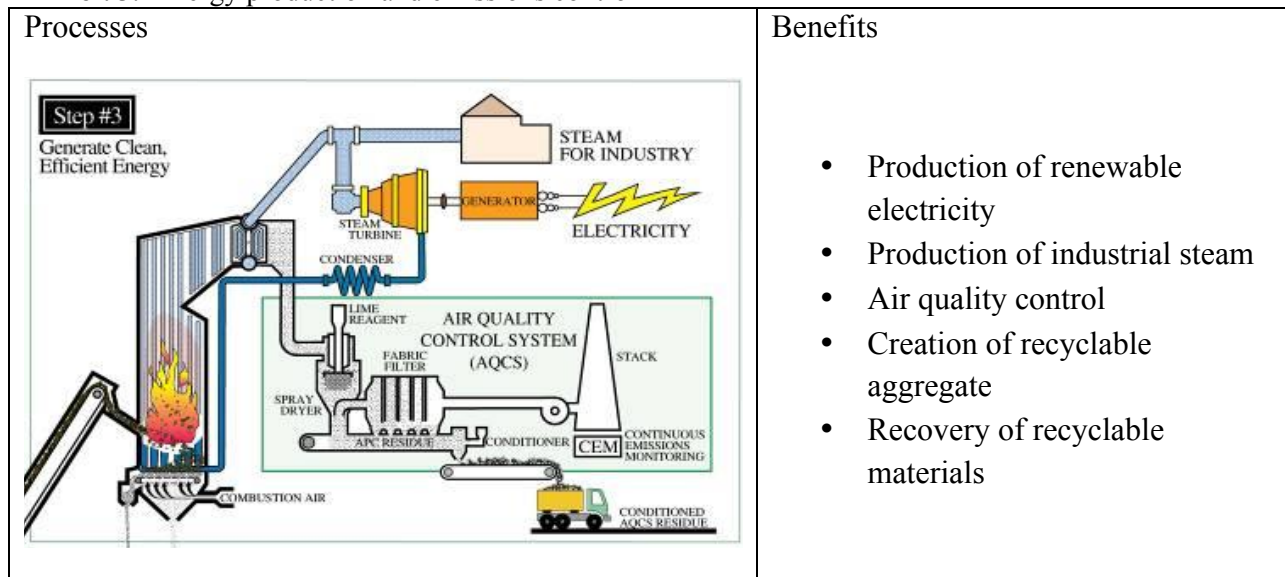 Processes
Step #3
Generate Clean,
Efficient Energy
STEAM
FOR INDUSTRY
GENERATOR
STEAM
TURBINE
ELECTRICITY
CONDENSER
LIME
REAGENT
AIR QUALITY
CONTROL SYSTEM
(AQCS)
FABRIC
FILTER
STACK
SPRAY
DRYER
APC RESIDUE
CONDITIONER
CEM
CONTINUOUS
EMISSIONS
MONITORING
COMBUSTION AIR
CONDITIONED
AQCS RESIDUE
Benefits
• Production of renewable
electricity
• Production of industrial steam
• Air quality control
• Creation of recyclable
aggregate
• Recovery of recyclable
materials